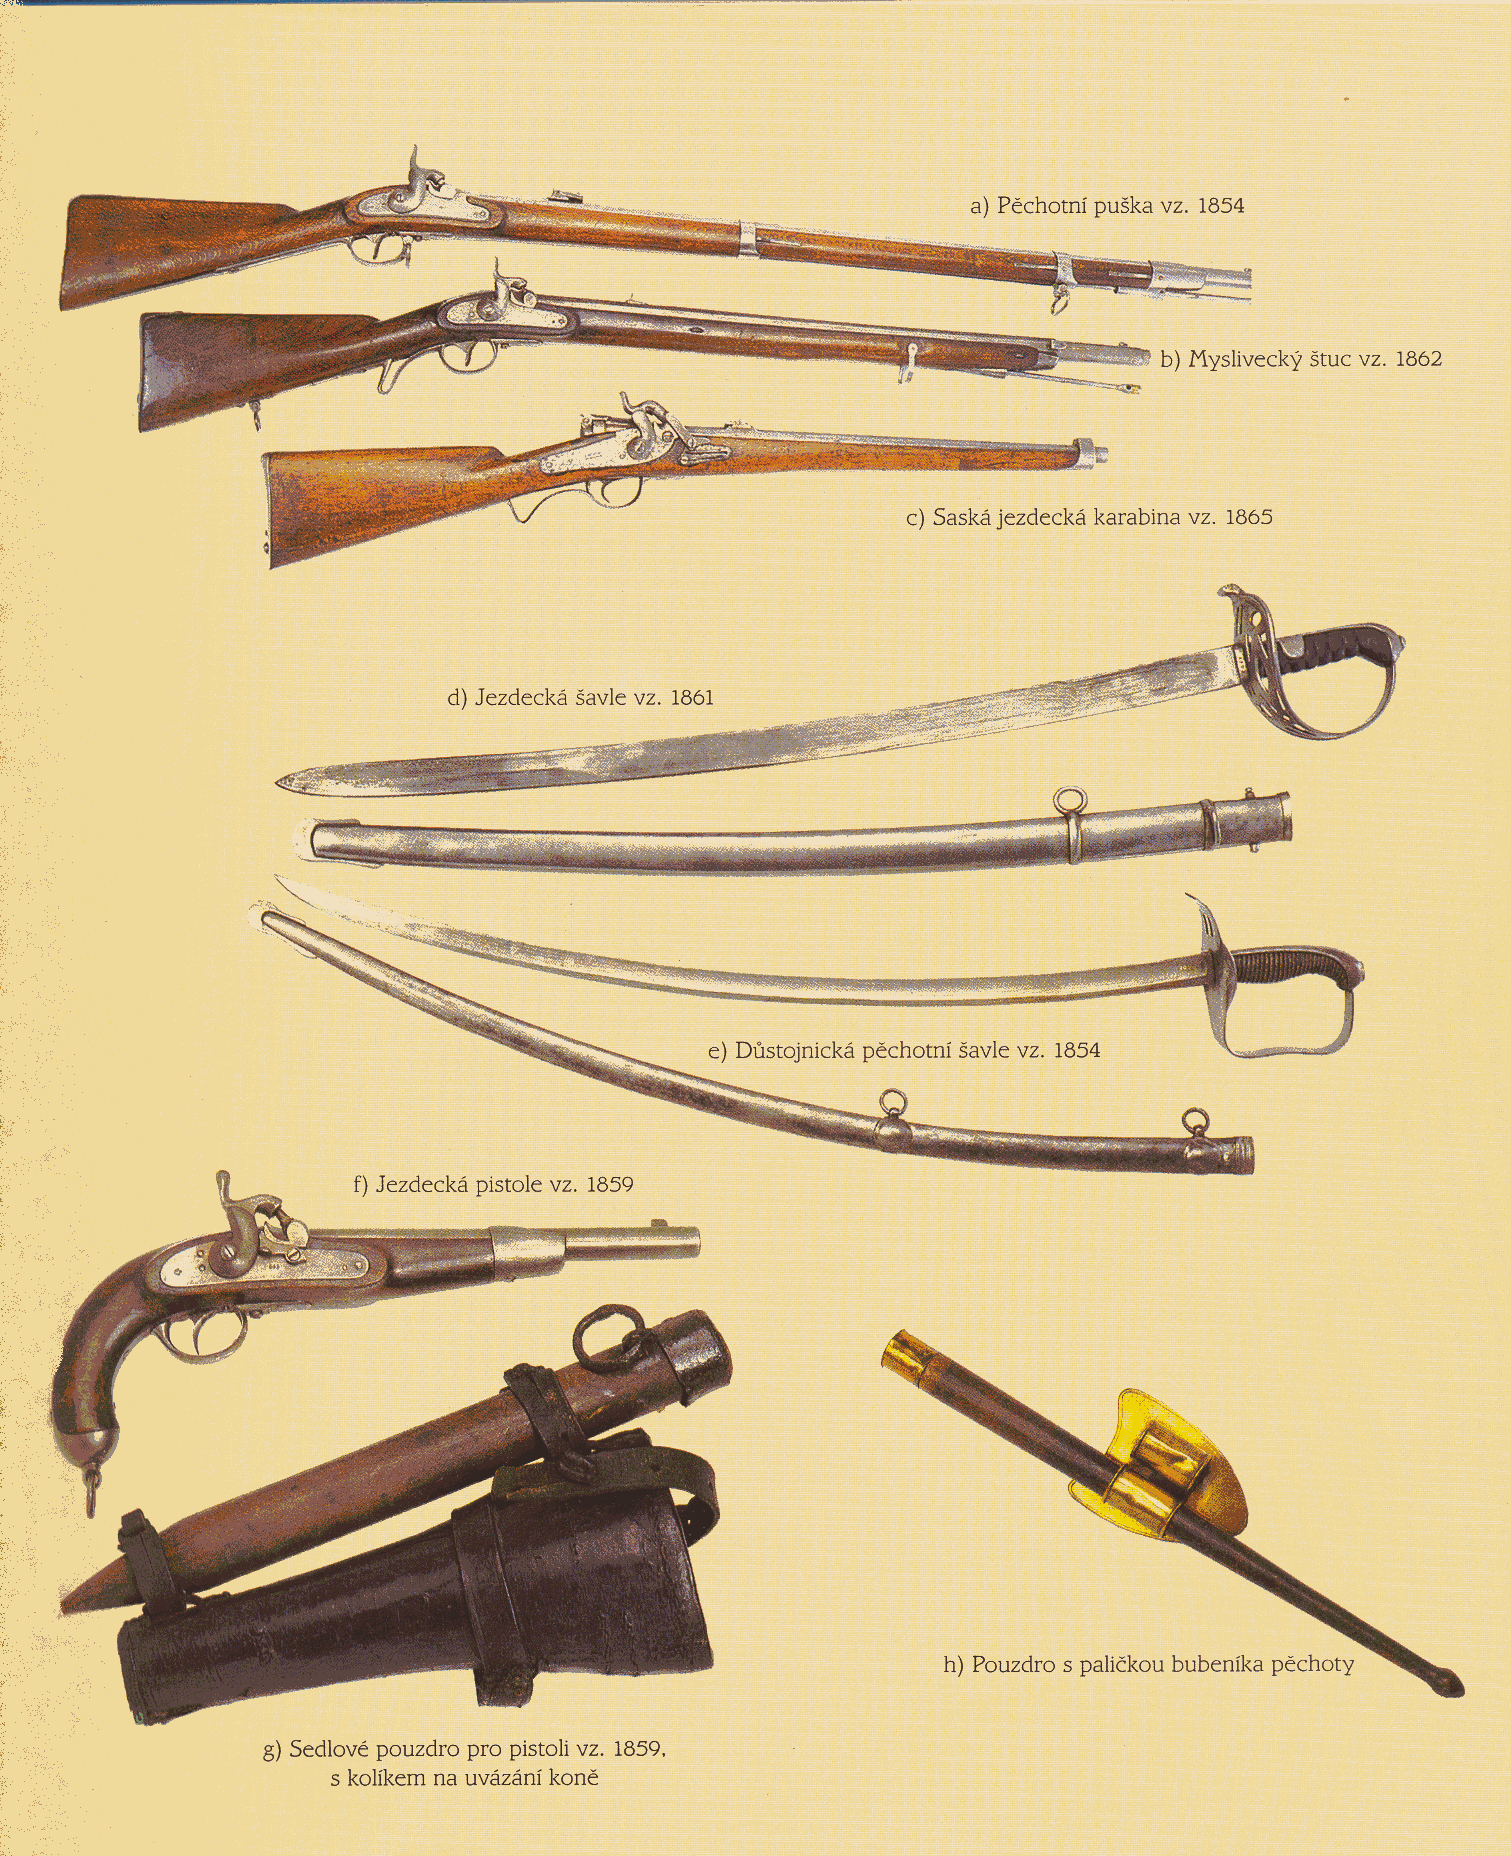 a) Pěchotní puška vz. 1854
b) Myslivecký štuc vz. 1862
c) Saská jezdecká karabina vz. 1865
d) Jezdecká šavle vz. 1861
e) Důstojnická pěchotní šavle vz. 1854
f) Jezdecká pistole vz. 1859
h) Pouzdro s paličkou bubeníka pěchoty
g) Sedlové pouzdro pro pistoli vz. 1859,
s kolíkem na uvázání koně